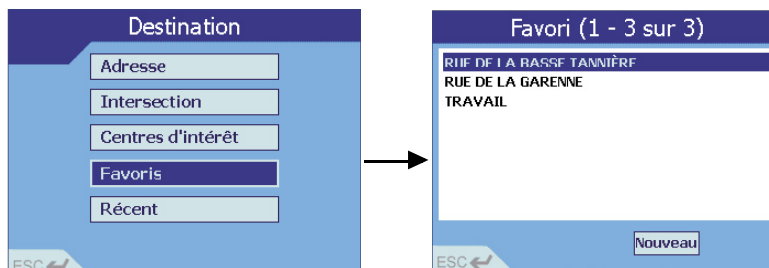 Destination
Adresse
Intersection
Centres d'intérêt
Favoris
Récent
ESC
Favori (1 - 3 sur 3)
RUE DE LA BASSE TANNIÈRE
RUE DE LA GARENNE
TRAVAIL
Nouveau
ESC